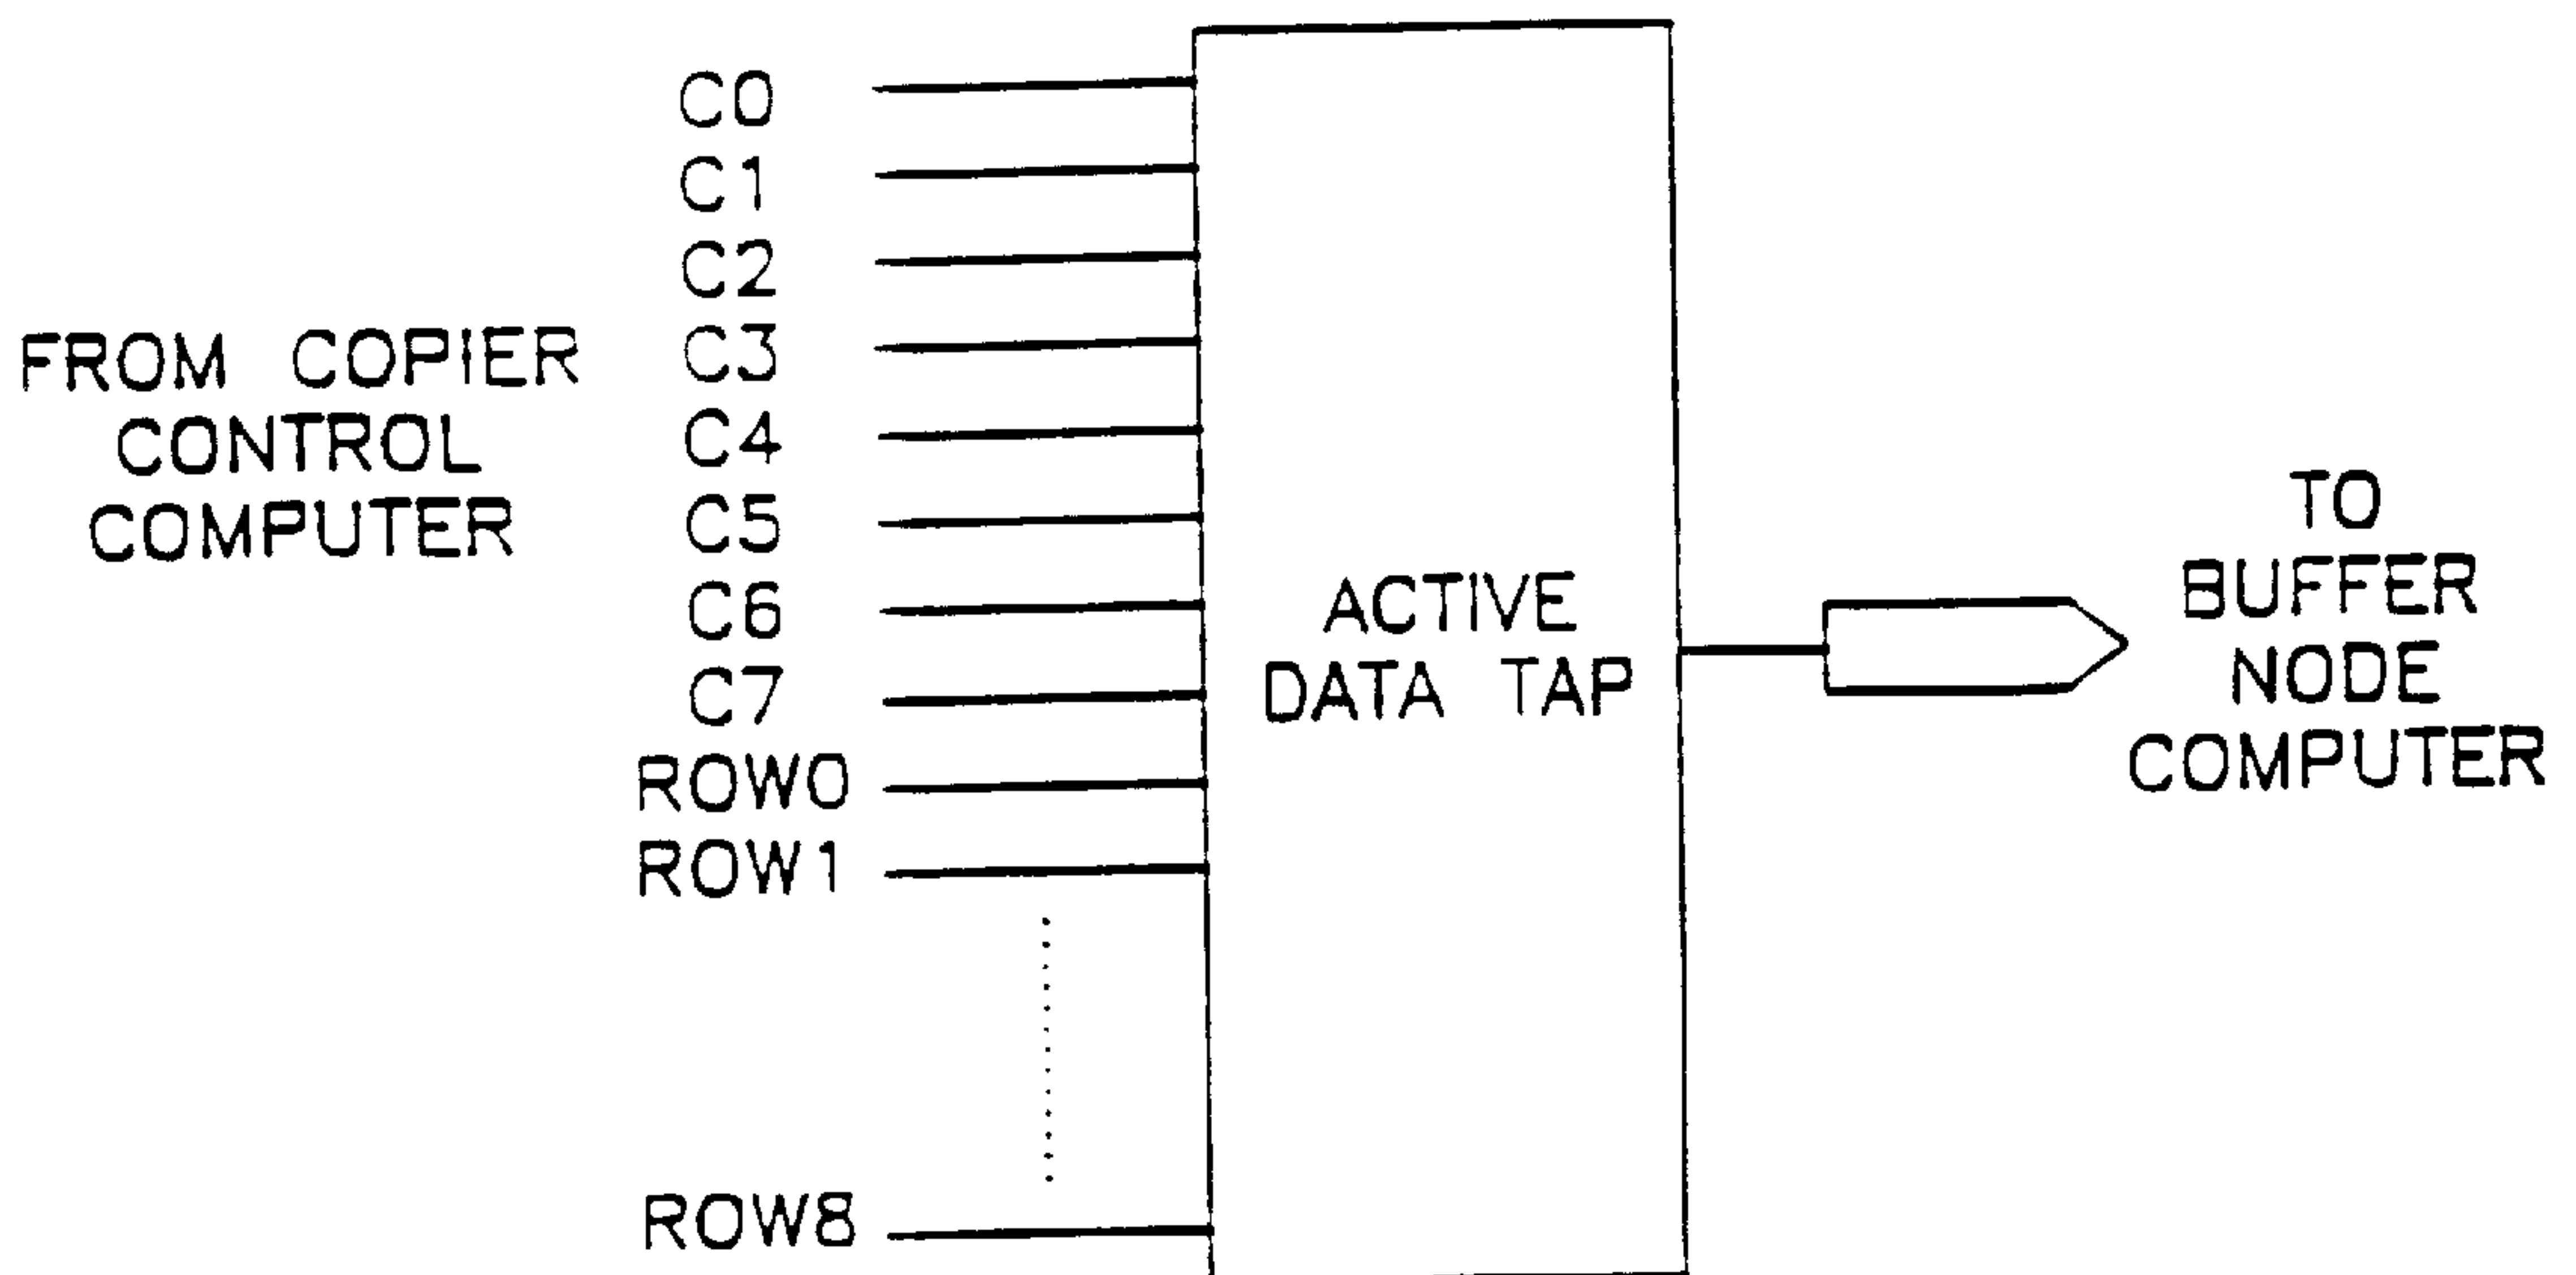 FROM COPIER
CONTROL
COMPUTER
C0
C1
C2
C3
C4
C5
C6
C7
ROW0
ROW1
ROW8
ACTIVE
DATA TAP
TO
BUFFER
NODE
COMPUTER